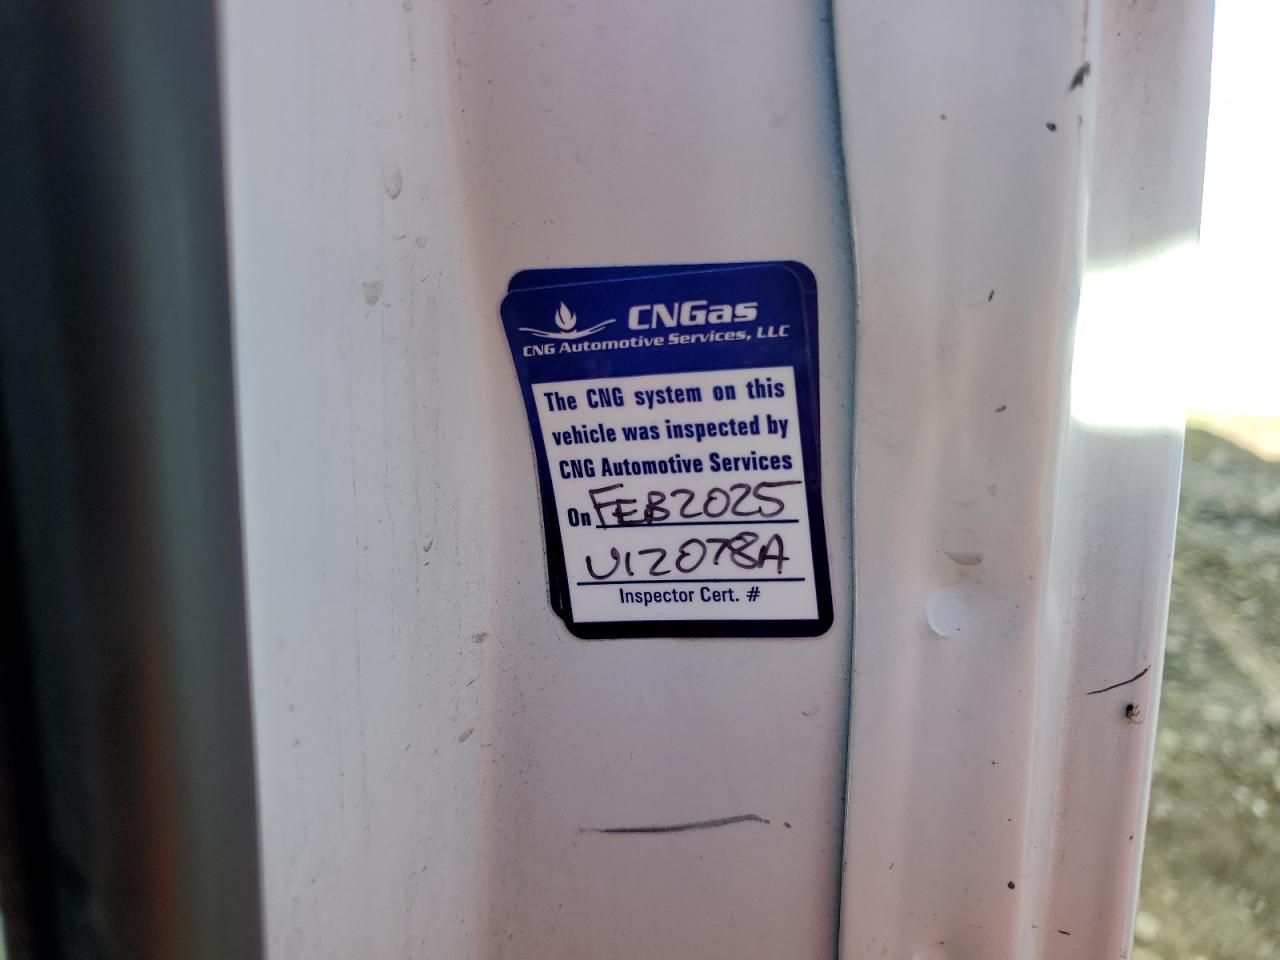 CNGas
CNG Automotive Services, LLC
The CNG system on this
vehicle was inspected by
CNG Automotive Services
On FEB2025
U12078A
Inspector Cert. #